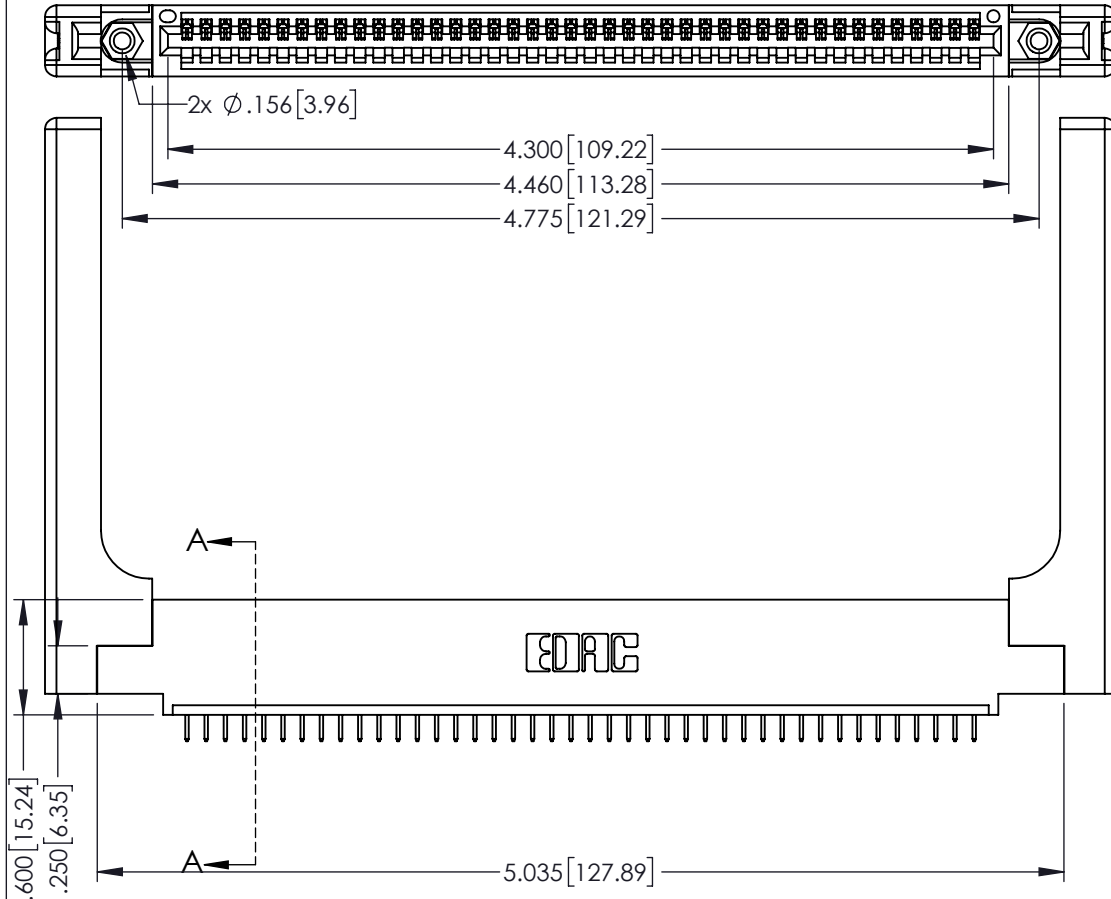 2x ∅.156[3.96]
4.300[109.22]
4.460[113.28]
4.775[121.29]
A
EDAC
.600[15.24]
.250[6.35]
A
5.035[127.89]